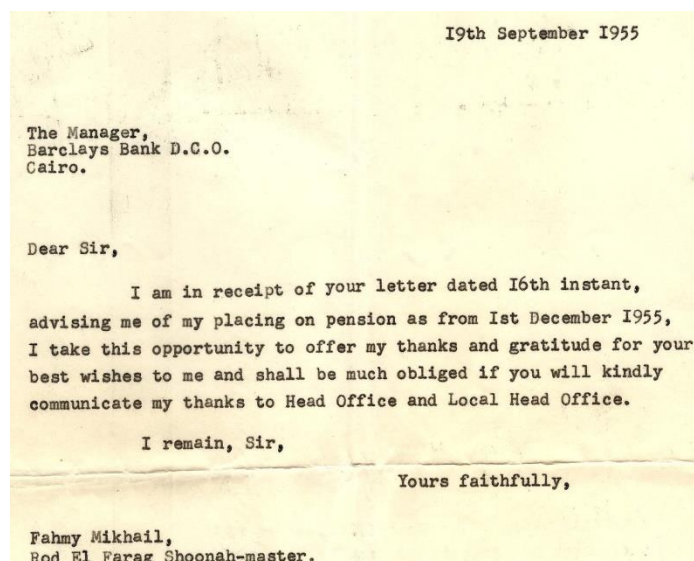 I9th September I955
The Manager,
Barclays Bank D.C.O.
Cairo.
Dear Sir,
I am in receipt of your letter dated I6th instant,
advising me of my placing on pension as from Ist December I955,
I take this opportunity to offer my thanks and gratitude for your
best wishes to me and shall be much obliged if you will kindly
communicate my thanks to Head Office and Local Head Office.
I remain, Sir,
Yours faithfully,
Fahmy Mikhail,
Rod El Farag Shoonah-master.